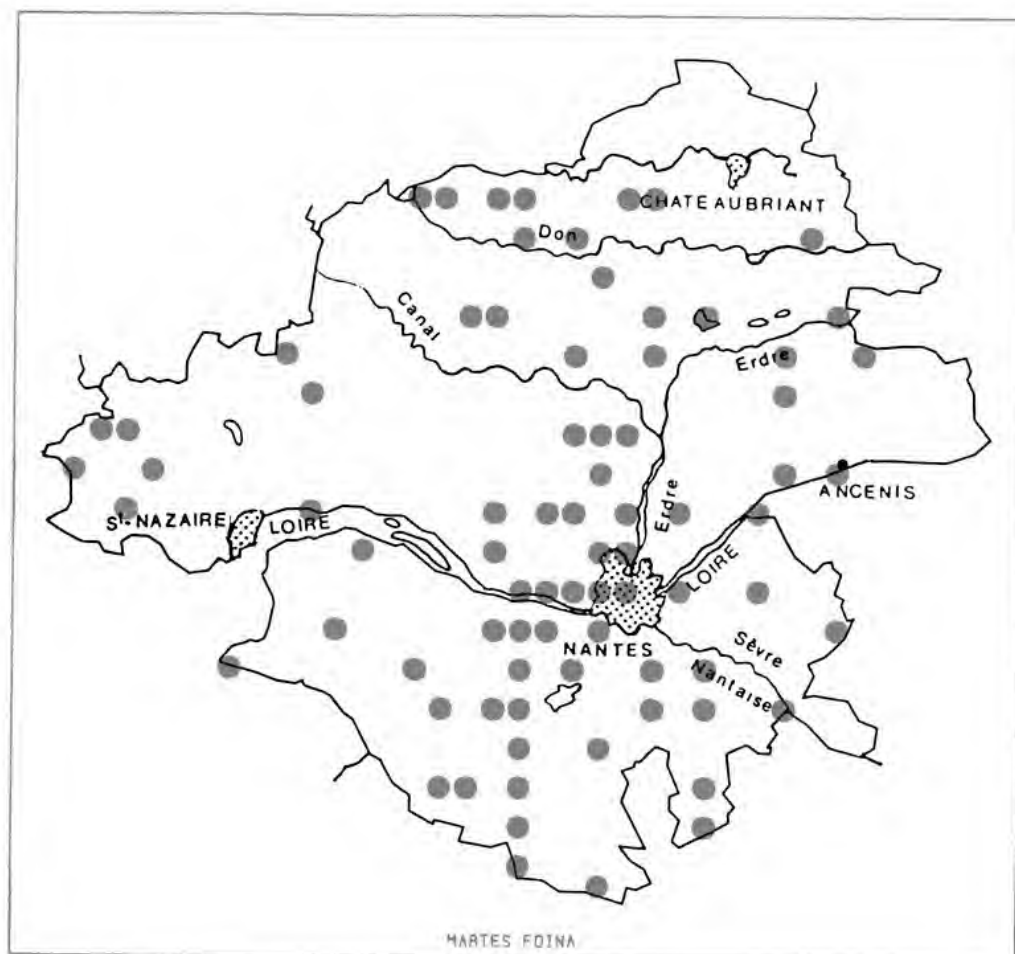 CHATEAUBRIANT
Don
Canal
Erdre
Erdre
ANCENIS
St-NAZAIRE
LOIRE
LOIRE
NANTES
Sèvre
Nantaise
MARTES FOINA